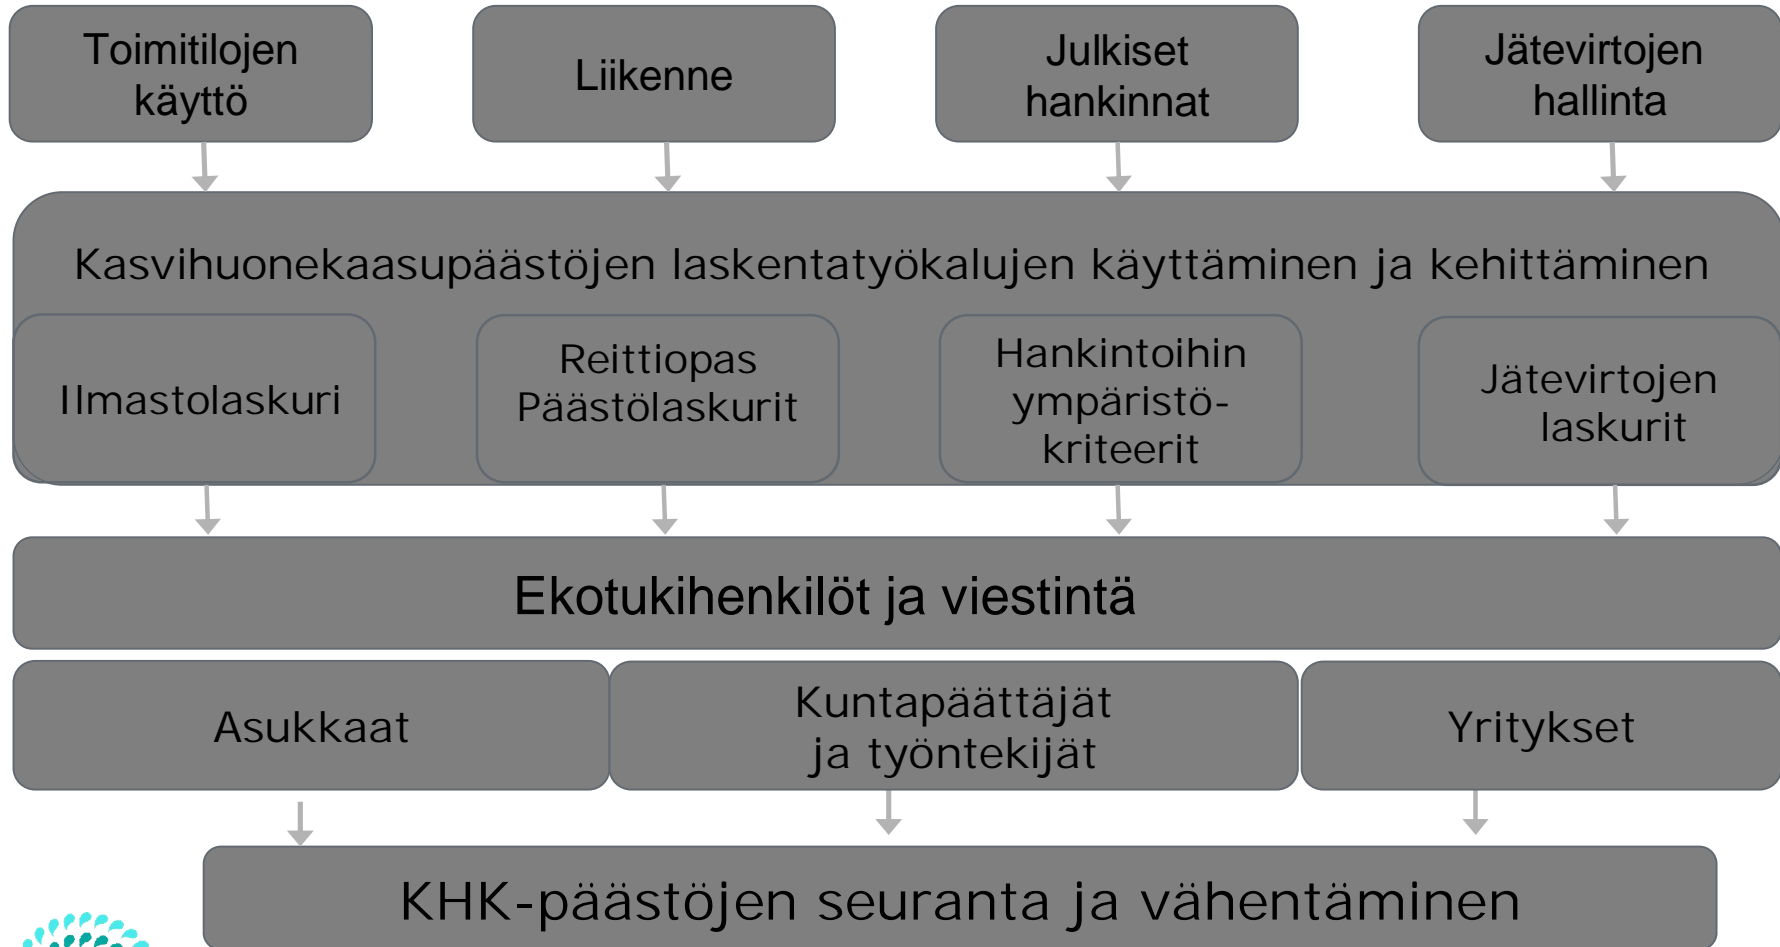 Toimitilojen
käyttö
Liikenne
Julkiset
hankinnat
Jätevirtojen
hallinta
Kasvihuonekaasupäästöjen laskentatyökalujen käyttäminen ja kehittäminen
Ilmastolaskuri
Reittiopas
Päästölaskurit
Hankintoihin
ympäristö-
kriteerit
Jätevirtojen
laskurit
Ekotukihenkilöt ja viestintä
Asukkaat
Kuntapäättäjät
ja työntekijät
Yritykset
KHK-päästöjen seuranta ja vähentäminen